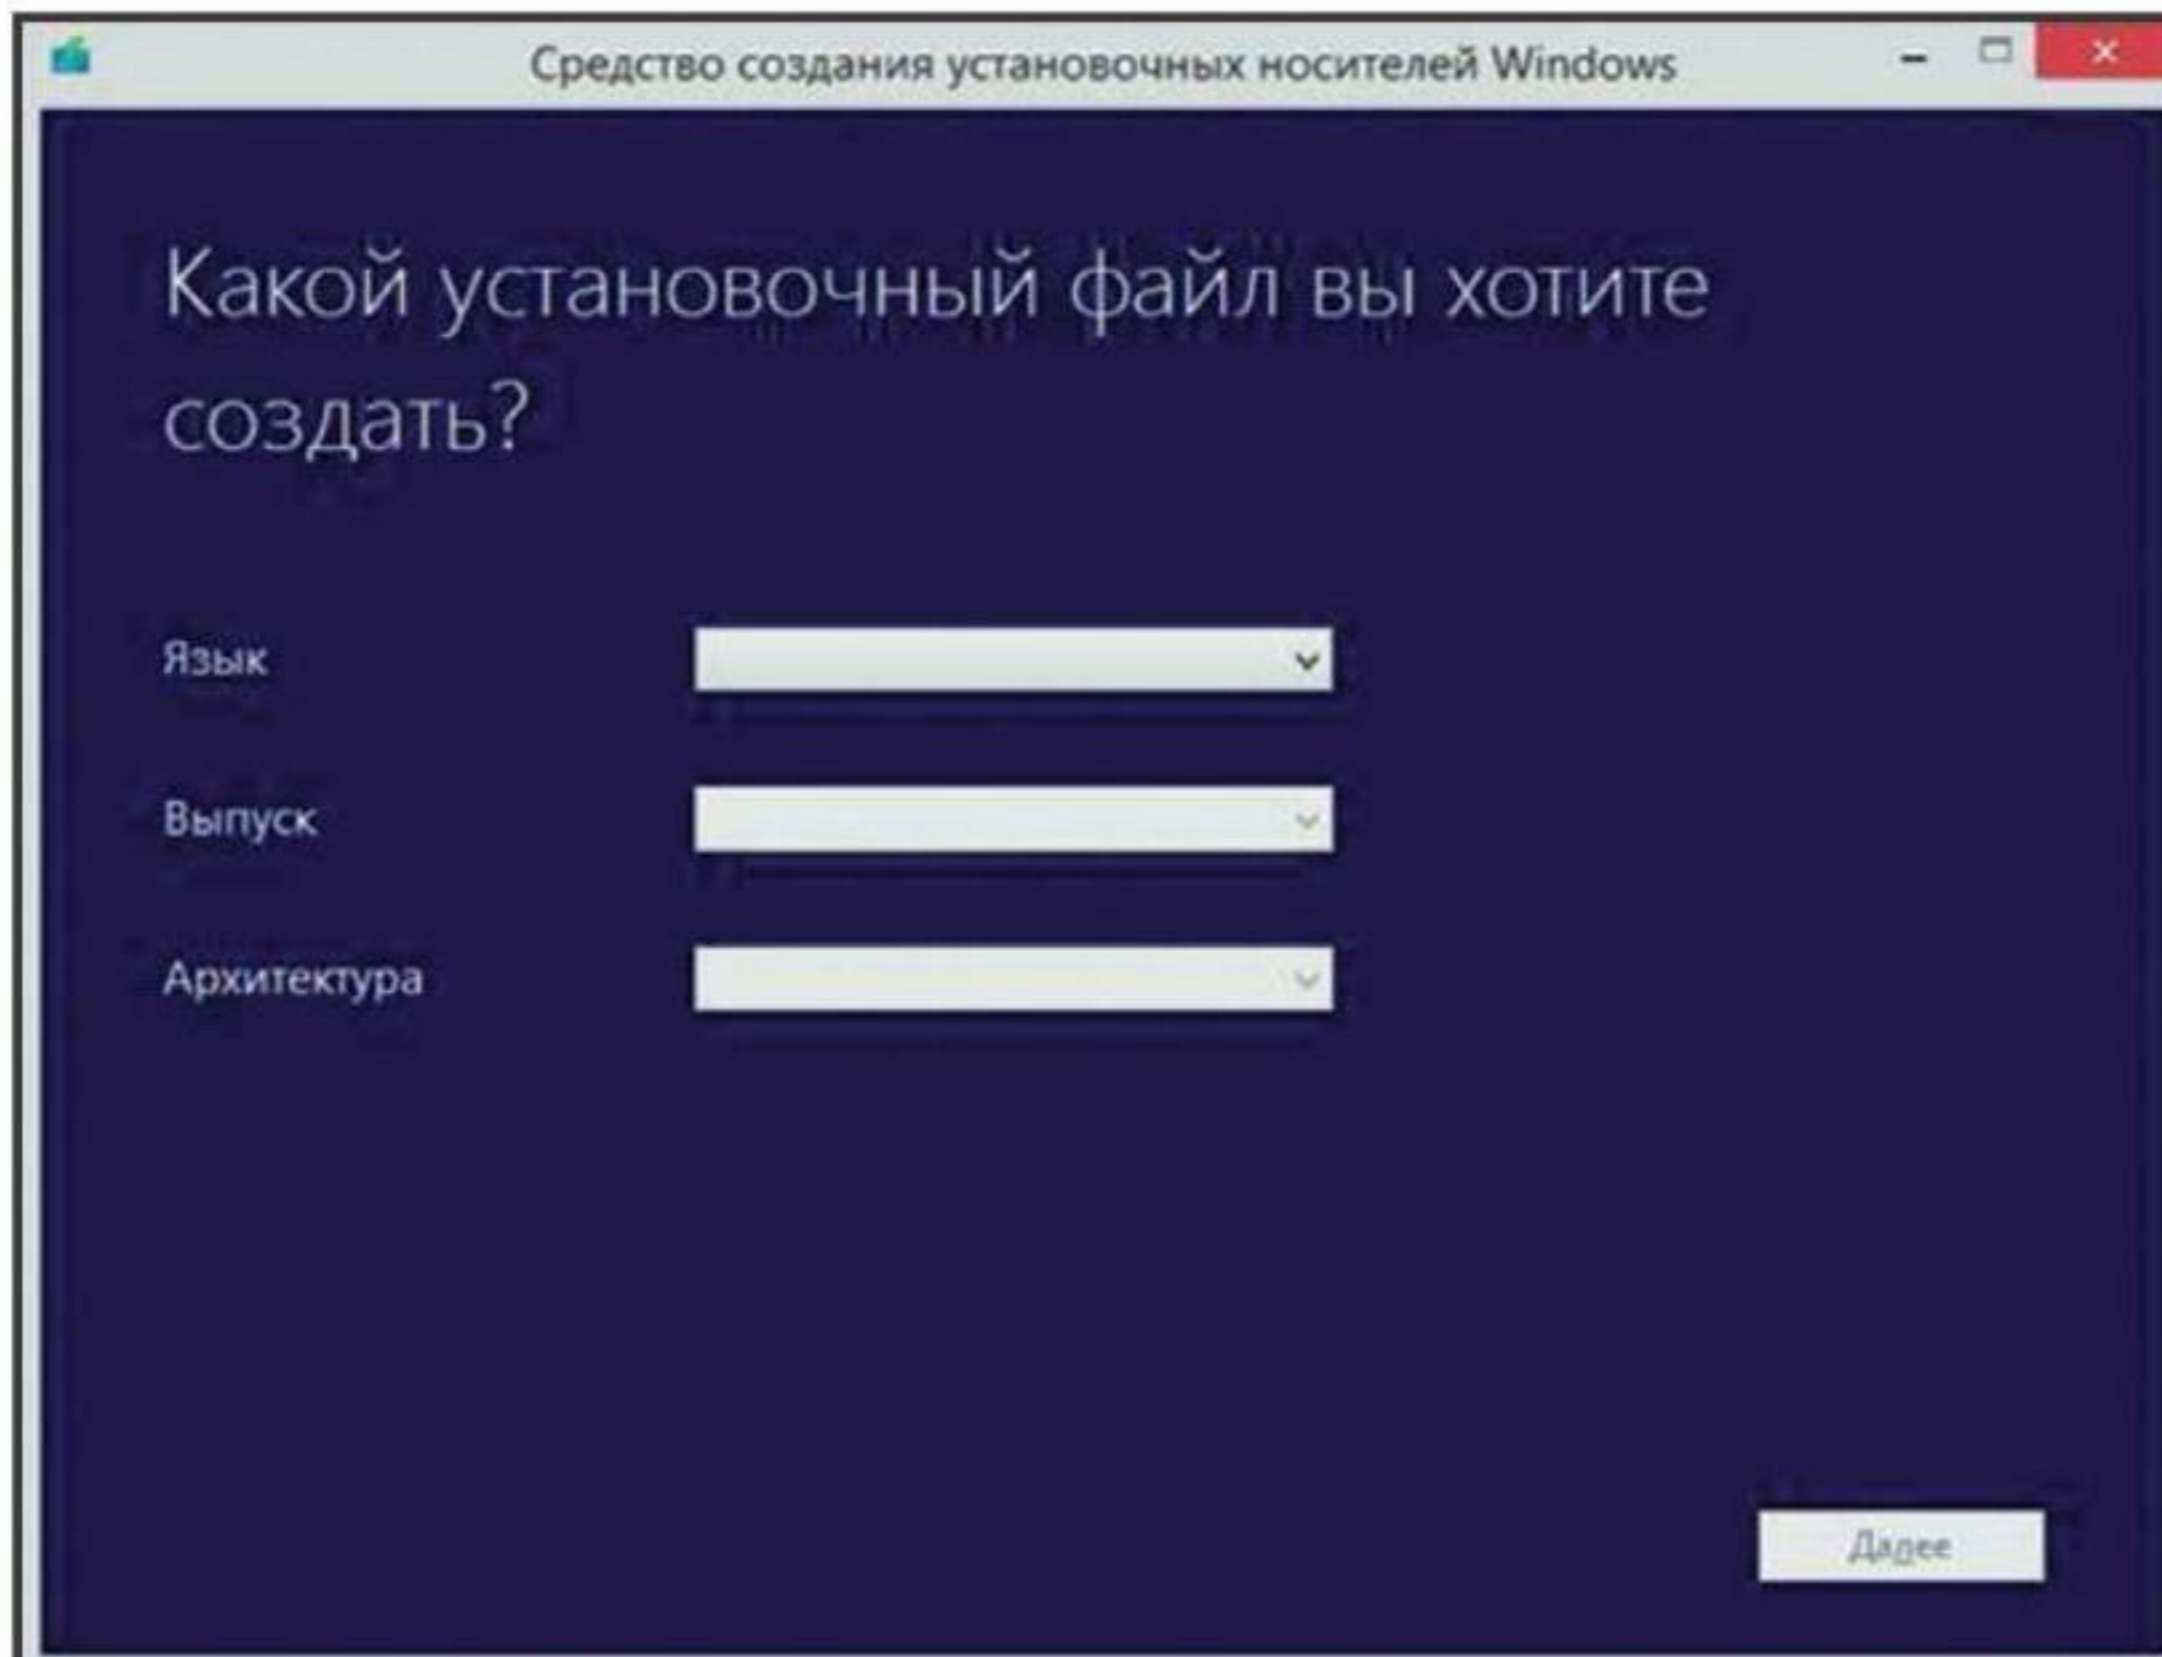 Средство создания установочных носителей Windows
Какой установочный файл вы хотите
создать?
Язык
Выпуск
Архитектура
Далее